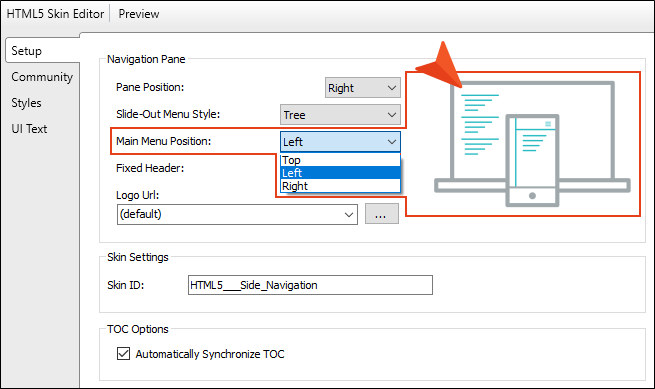 HTML5 Skin Editor Preview
Setup
Community
Styles
UI Text
Navigation Pane
Pane Position: Right
Slide-Out Menu Style: Tree
Main Menu Position: Left
Top
Left
Right
Fixed Header:
Logo Url:
(default) ...
Skin Settings
Skin ID: HTML5___Side_Navigation
TOC Options
Automatically Synchronize TOC